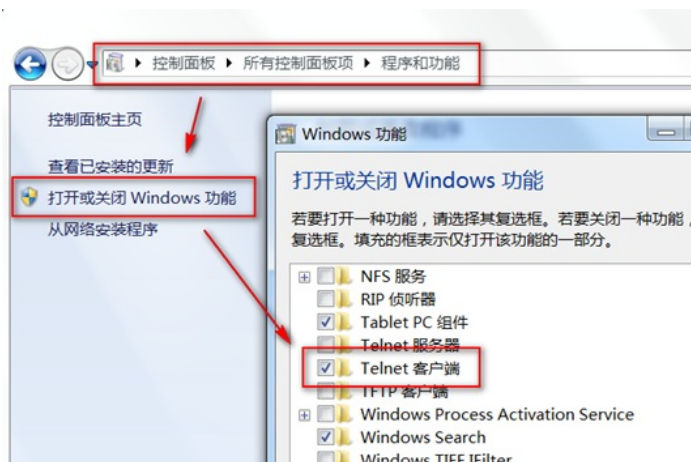 控制面板 ▸ 所有控制面板项 ▸ 程序和功能
控制面板主页
查看已安装的更新
打开或关闭 Windows 功能
从网络安装程序
Windows 功能
打开或关闭 Windows 功能
若要打开一种功能，请选择其复选框。若要关闭一种功能，
复选框。填充的框表示仅打开该功能的一部分。
NFS 服务
RIP 侦听器
Tablet PC 组件
Telnet 服务器
Telnet 客户端
TFTP 客户端
Windows Process Activation Service
Windows Search
Windows TIFF IFilter